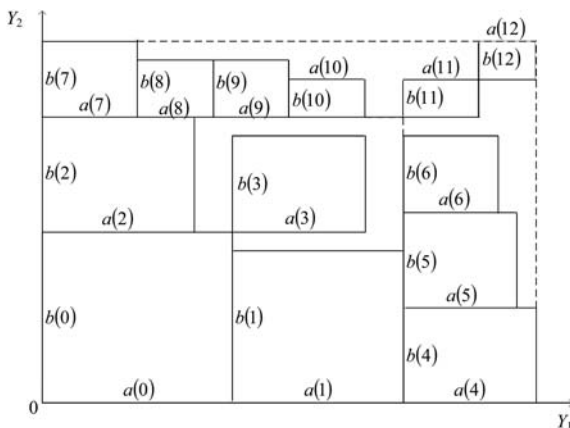 Y₂
a(12)
b(7)
b(8)
b(9)
a(10)
a(11)
b(12)
a(7)
a(8)
a(9)
b(10)
b(11)
b(2)
b(3)
b(6)
a(2)
a(3)
a(6)
b(5)
b(0)
b(1)
a(5)
b(4)
a(0)
a(1)
a(4)
0